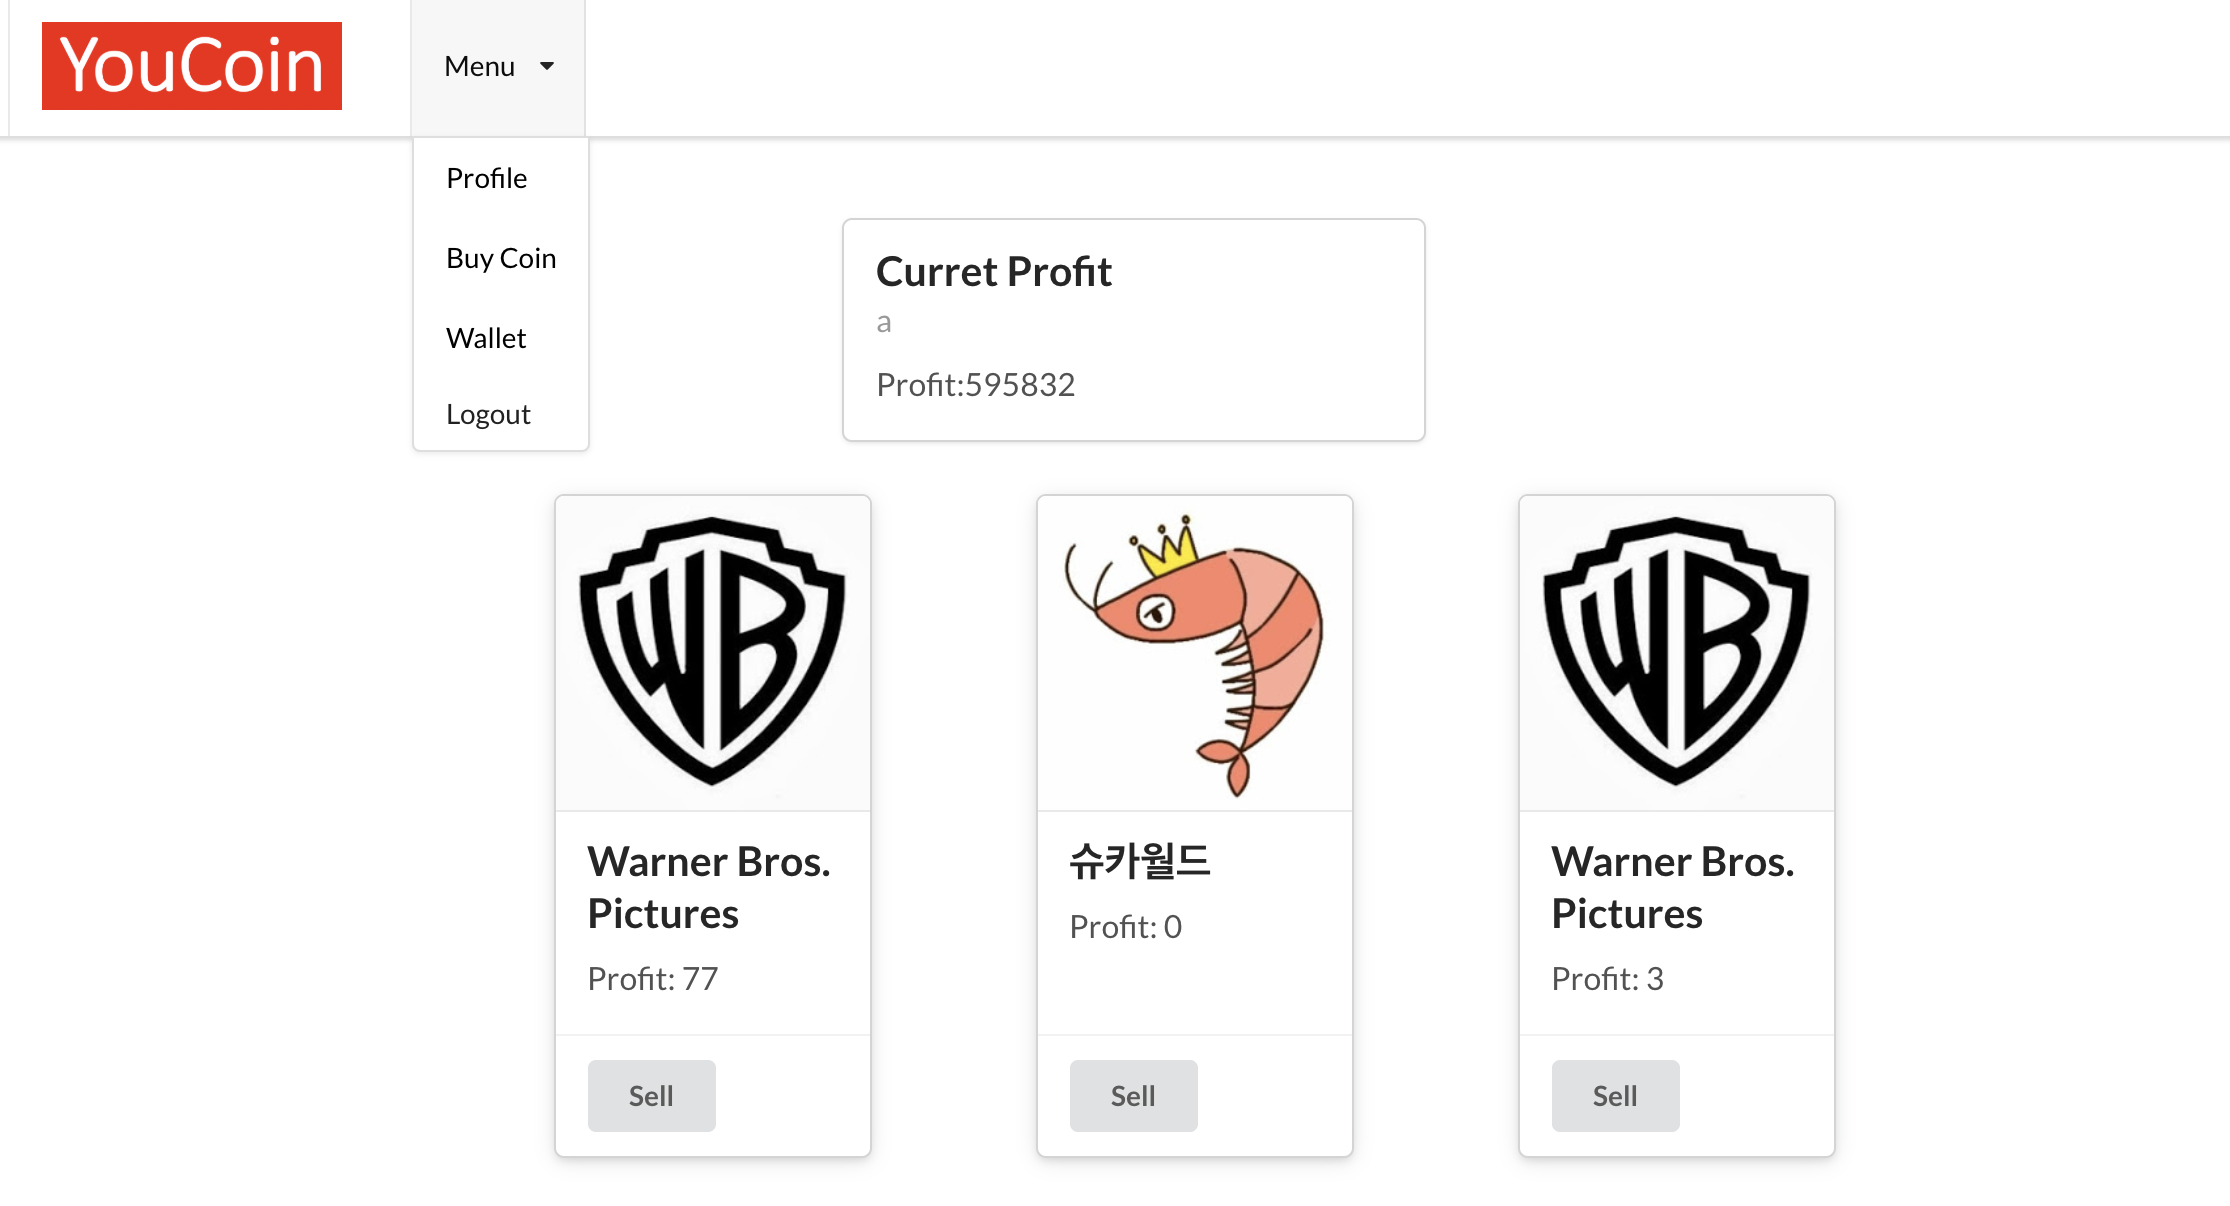 YouCoin
Menu
Profile
Buy Coin
Wallet
Logout
Curret Profit
a
Profit:595832
WB
Warner Bros.
Pictures
Profit: 77
Sell
슈카월드
Profit: 0
Sell
WB
Warner Bros.
Pictures
Profit: 3
Sell